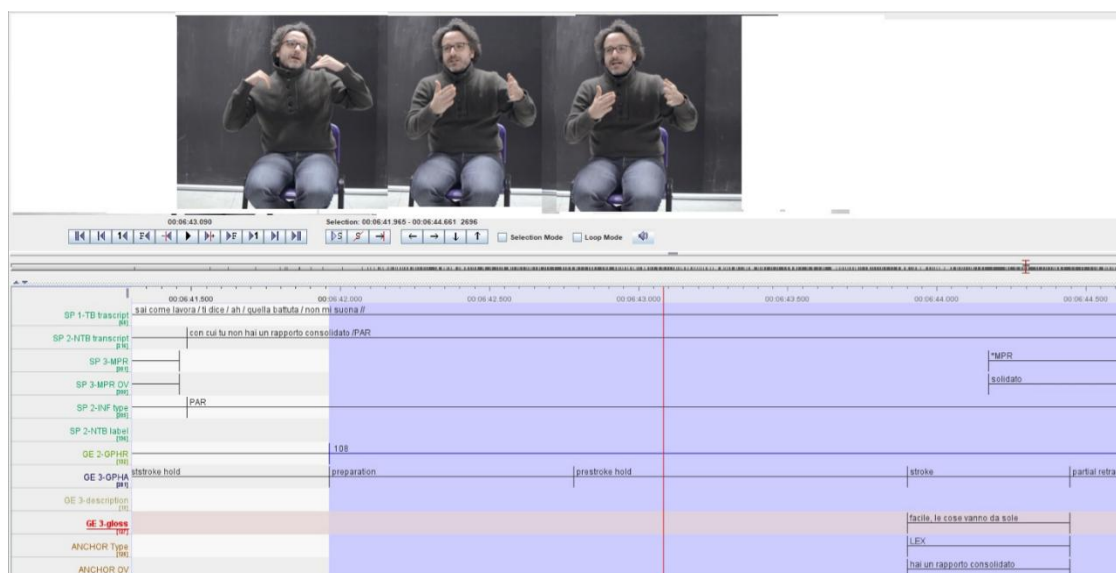 00:06:43.090 Selection: 00:06:41.965 - 00:06:44.661 2696
Selection Mode Loop Mode
00:06:41.500 00:06:42.000 00:06:42.500 00:06:43.000 00:06:43.500 00:06:44.000 00:06:44.500
SP 1-TB trascript sai come lavora / ti dice / ah / quella battuta / non mi suona //
SP 2-NTB transcript con cui tu non hai un rapporto consolidato /PAR
SP 3-MPR *MPR
SP 3-MPR OV solidato
SP 2-INF type PAR
SP 2-NTB label
GE 2-GPHR 108
GE 3-GPHA ststroke hold preparation prestroke hold stroke partial retra
GE 3-description
GE 3-gloss facile, le cose vanno da sole
ANCHOR Type LEX
ANCHOR OV hai un rapporto consolidato